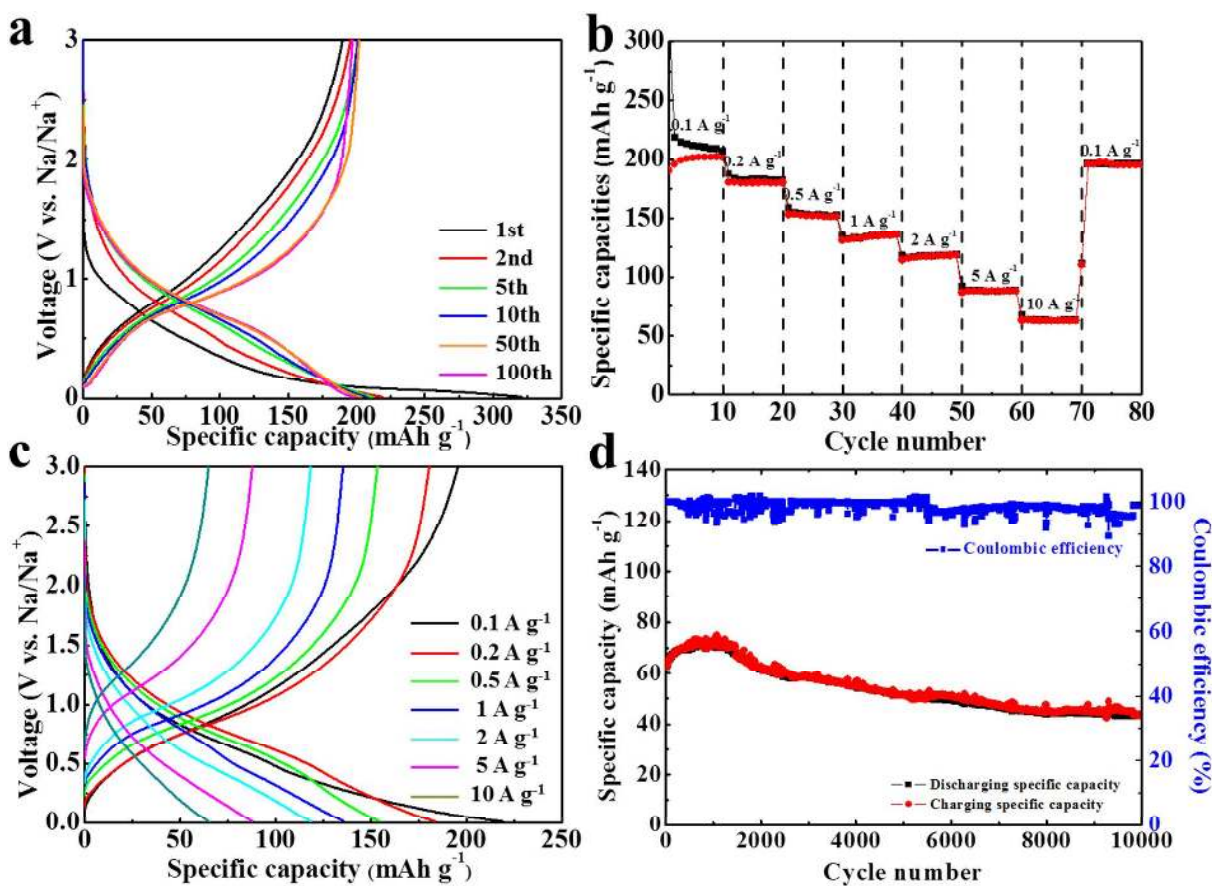 a
3
2
1
0
Voltage (V vs. Na/Na⁺)
1st
2nd
5th
10th
50th
100th
0 50 100 150 200 250 300 350
Specific capacity (mAh g⁻¹)
b
300
250
200
150
100
50
0
Specific capacities (mAh g⁻¹)
0.1 A g⁻¹
0.2 A g⁻¹
0.5 A g⁻¹
1 A g⁻¹
2 A g⁻¹
5 A g⁻¹
10 A g⁻¹
0.1 A g⁻¹
10 20 30 40 50 60 70 80
Cycle number
c
3.0
2.5
2.0
1.5
1.0
0.5
0.0
Voltage (V vs. Na/Na⁺)
0.1 A g⁻¹
0.2 A g⁻¹
0.5 A g⁻¹
1 A g⁻¹
2 A g⁻¹
5 A g⁻¹
10 A g⁻¹
0 50 100 150 200 250
Specific capacity (mAh g⁻¹)
d
140
120
100
80
60
40
20
0
Specific capacity (mAh g⁻¹)
Coulombic efficiency
Discharging specific capacity
Charging specific capacity
100
80
60
40
20
0
Coulombic efficiency (%)
0 2000 4000 6000 8000 10000
Cycle number